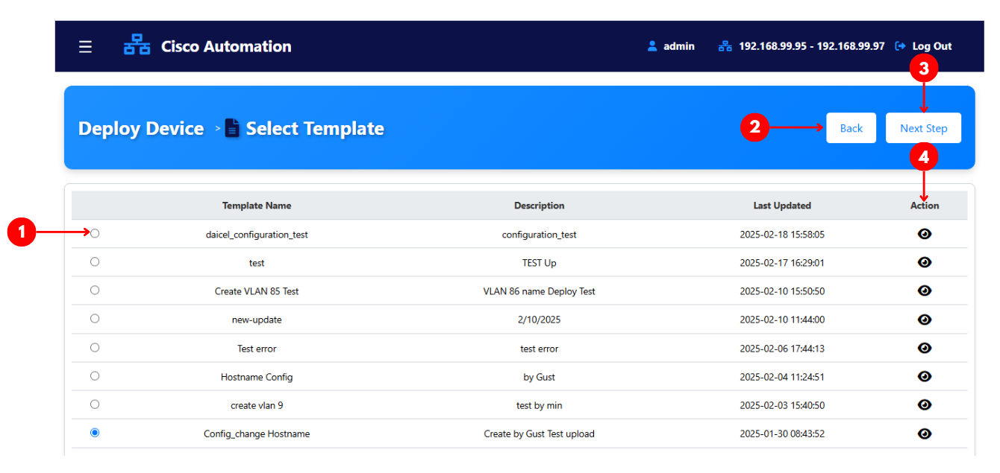 Cisco Automation admin 192.168.99.95 - 192.168.99.97 Log Out
3
Deploy Device > Select Template 2 Back Next Step
4
Template Name Description Last Updated Action
1 daicel_configuration_test configuration_test 2025-02-18 15:58:05
test TEST Up 2025-02-17 16:29:01
Create VLAN 85 Test VLAN 86 name Deploy Test 2025-02-10 15:50:50
new-update 2/10/2025 2025-02-10 11:44:00
Test error test error 2025-02-06 17:44:13
Hostname Config by Gust 2025-02-04 11:24:51
create vlan 9 test by min 2025-02-03 15:40:50
Config_change Hostname Create by Gust Test upload 2025-01-30 08:43:52